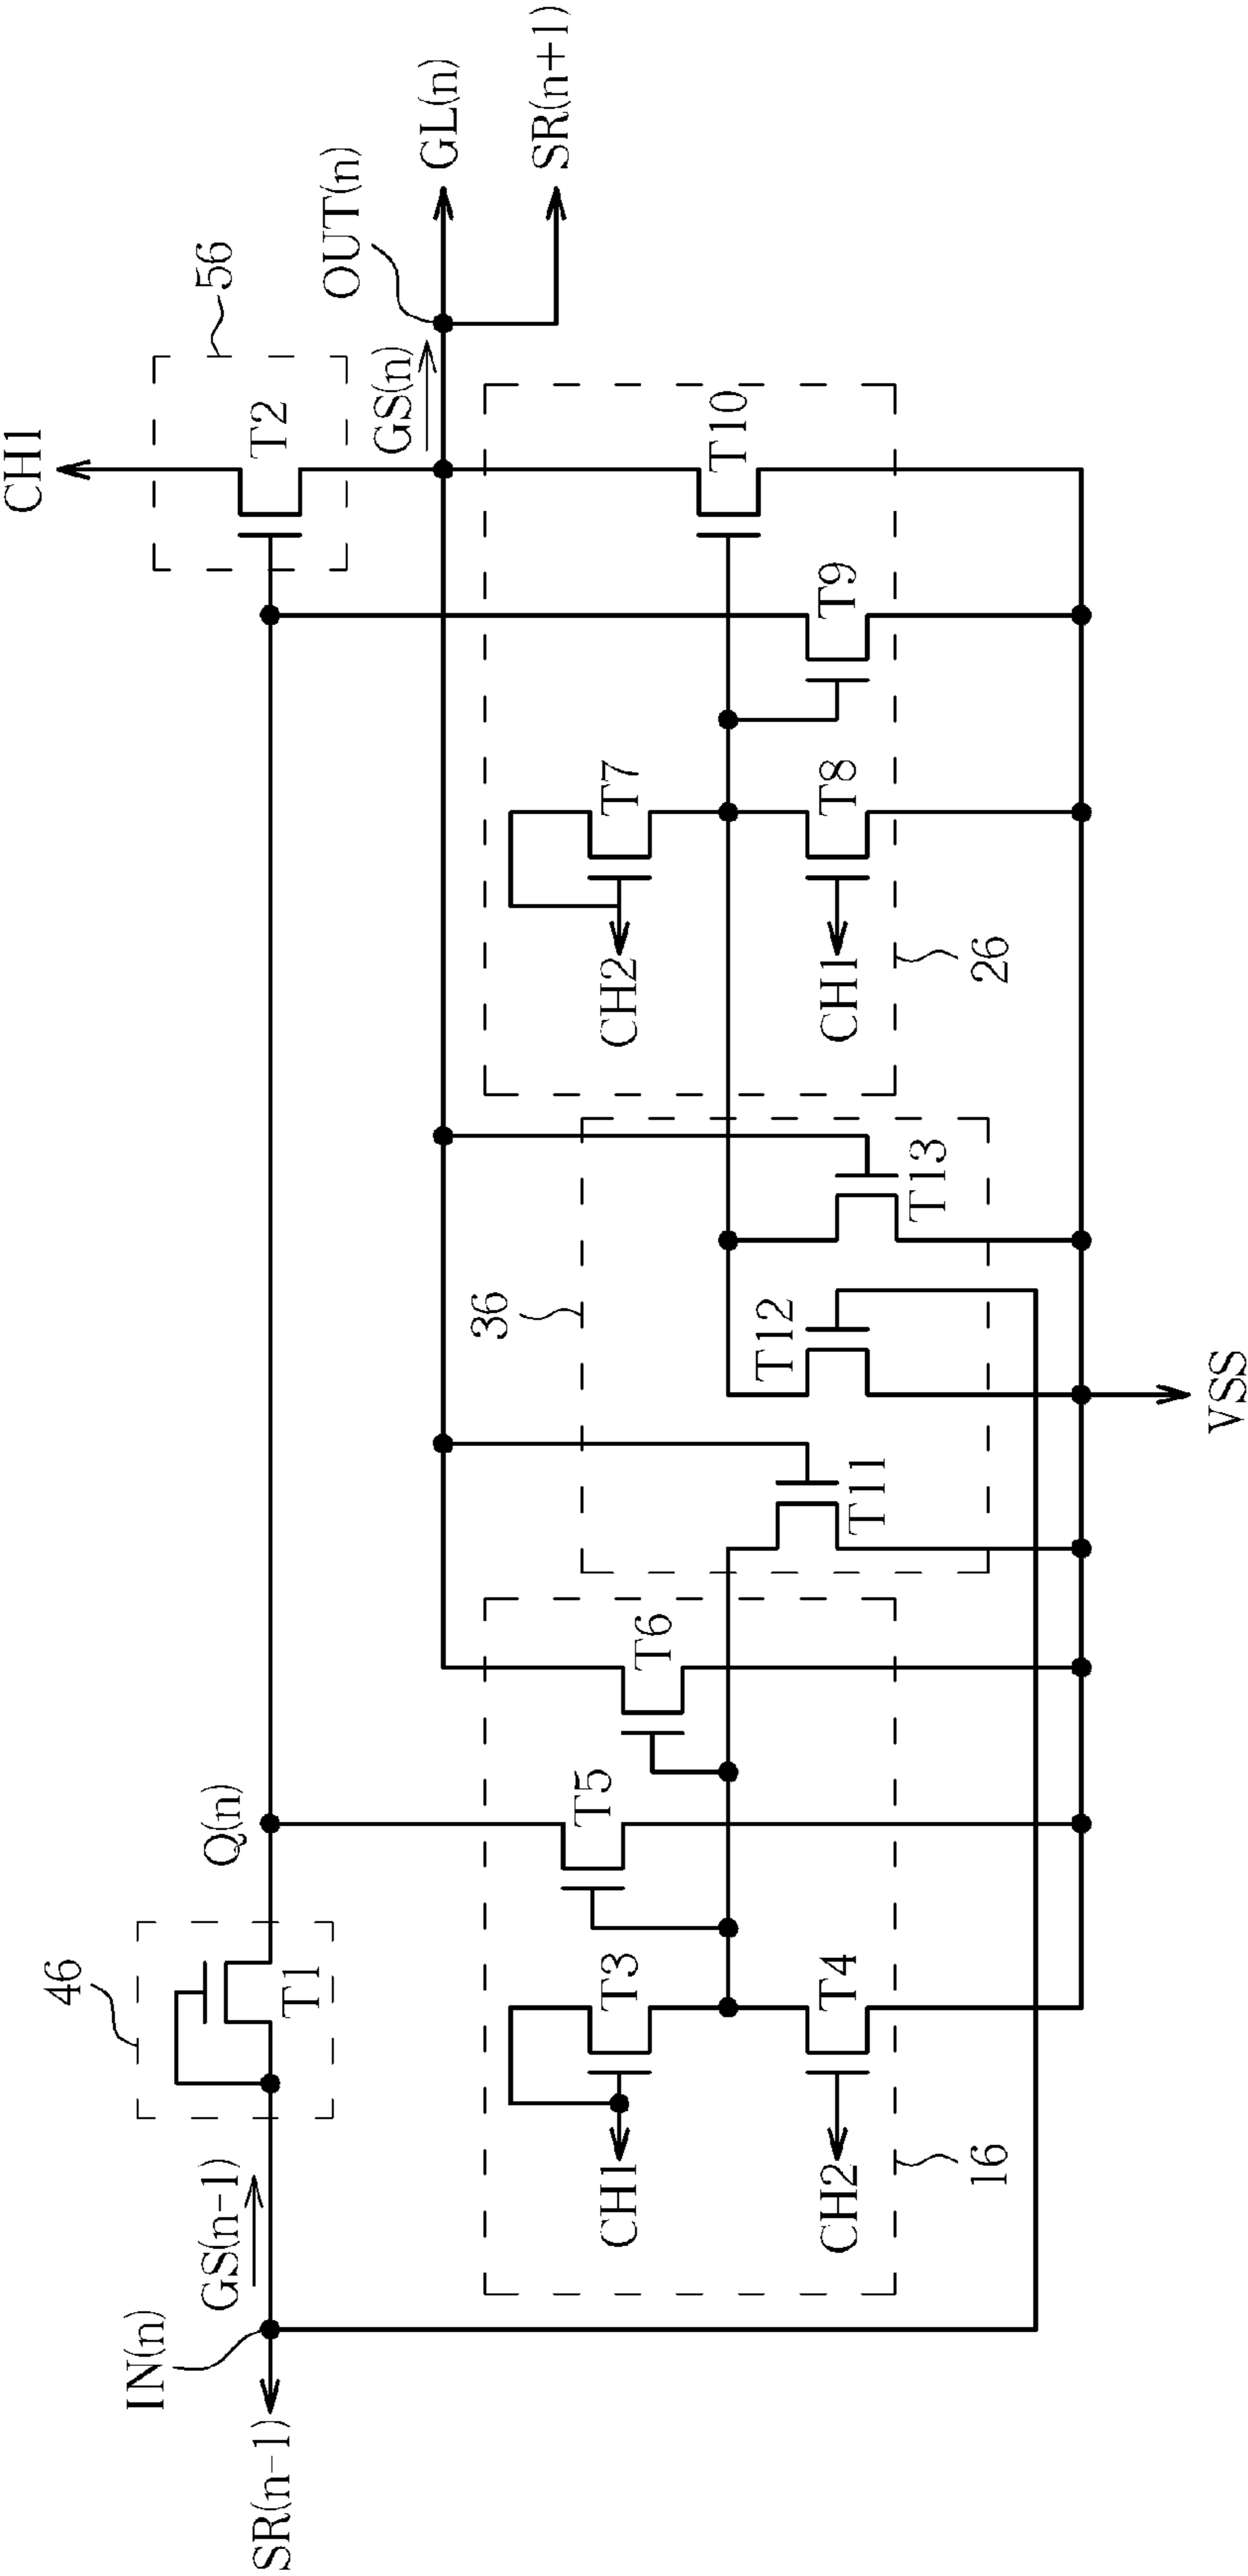 CH1
56
T2
OUT(n)
GL(n)
SR(n+1)
GS(n)
46
T1
Q(n)
GS(n-1)
IN(n)
SR(n-1)
T3
CH1
T4
CH2
T5
T6
16
T11
T12
T13
36
VSS
T7
CH2
T8
CH1
T9
T10
26